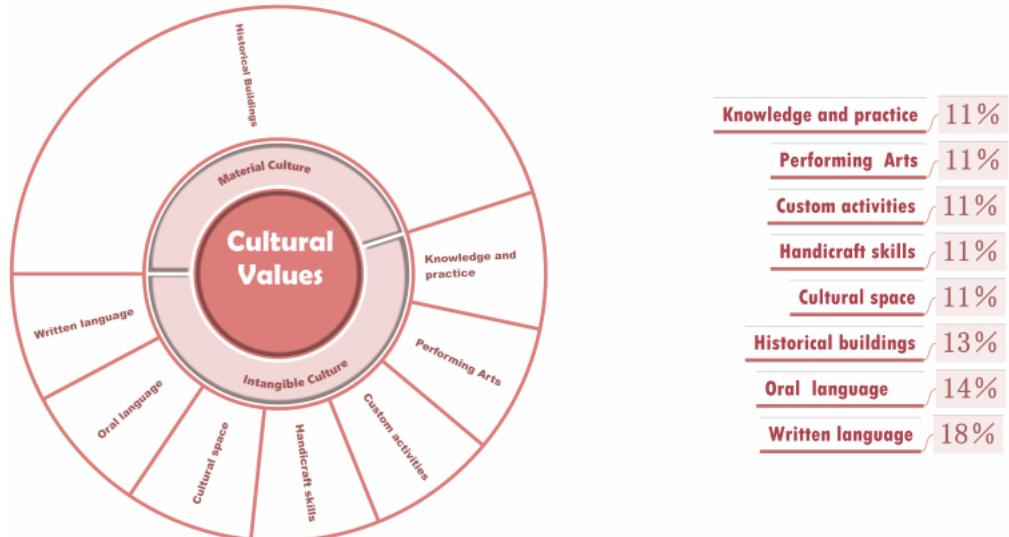 Historical Buildings
Material Culture
Cultural
Values
Knowledge and
practice
Written language
Performing Arts
Intangible Culture
Oral language
Custom activities
Cultural space
Handicraft skills
Knowledge and practice 11%
Performing Arts 11%
Custom activities 11%
Handicraft skills 11%
Cultural space 11%
Historical buildings 13%
Oral language 14%
Written language 18%